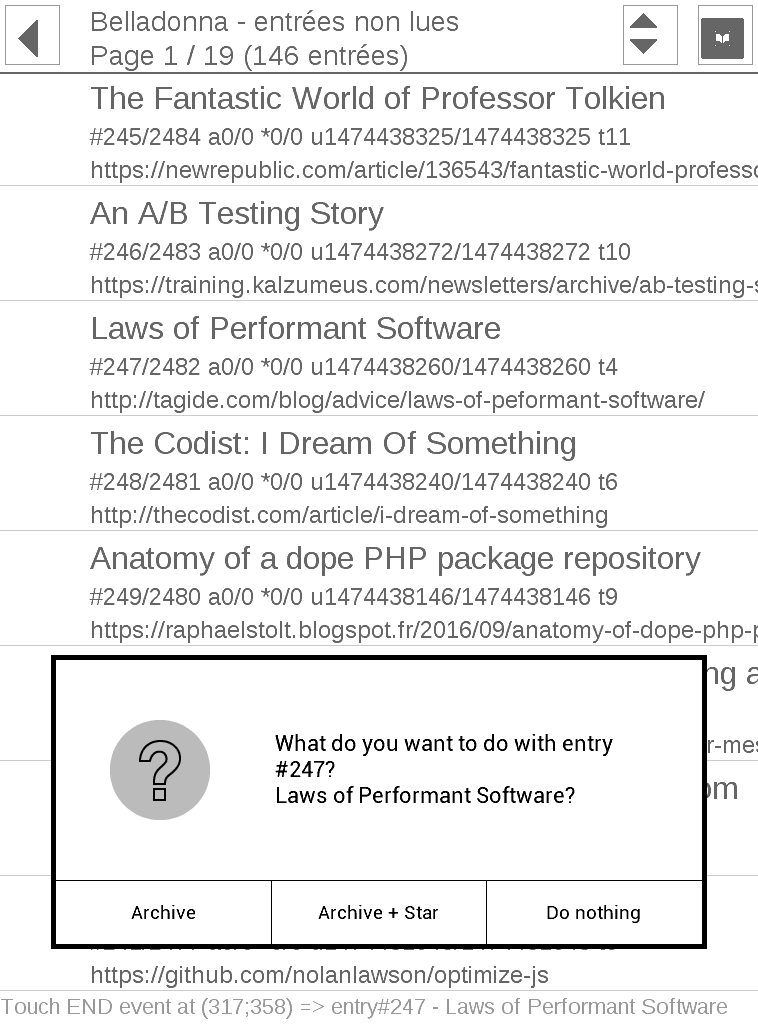 Belladonna - entrées non lues
Page 1 / 19 (146 entrées)
The Fantastic World of Professor Tolkien
#245/2484 a0/0 *0/0 u1474438325/1474438325 t11
https://newrepublic.com/article/136543/fantastic-world-profess
An A/B Testing Story
#246/2483 a0/0 *0/0 u1474438272/1474438272 t10
https://training.kalzumeus.com/newsletters/archive/ab-testing-s
Laws of Performant Software
#247/2482 a0/0 *0/0 u1474438260/1474438260 t4
http://tagide.com/blog/advice/laws-of-peformant-software/
The Codist: I Dream Of Something
#248/2481 a0/0 *0/0 u1474438240/1474438240 t6
http://thecodist.com/article/i-dream-of-something
Anatomy of a dope PHP package repository
#249/2480 a0/0 *0/0 u1474438146/1474438146 t9
https://raphaelstolt.blogspot.fr/2016/09/anatomy-of-dope-php-p
ng a
r-mes
om
?
What do you want to do with entry
#247?
Laws of Performant Software?
Archive
Archive + Star
Do nothing
https://github.com/nolanlawson/optimize-js
Touch END event at (317;358) => entry#247 - Laws of Performant Software